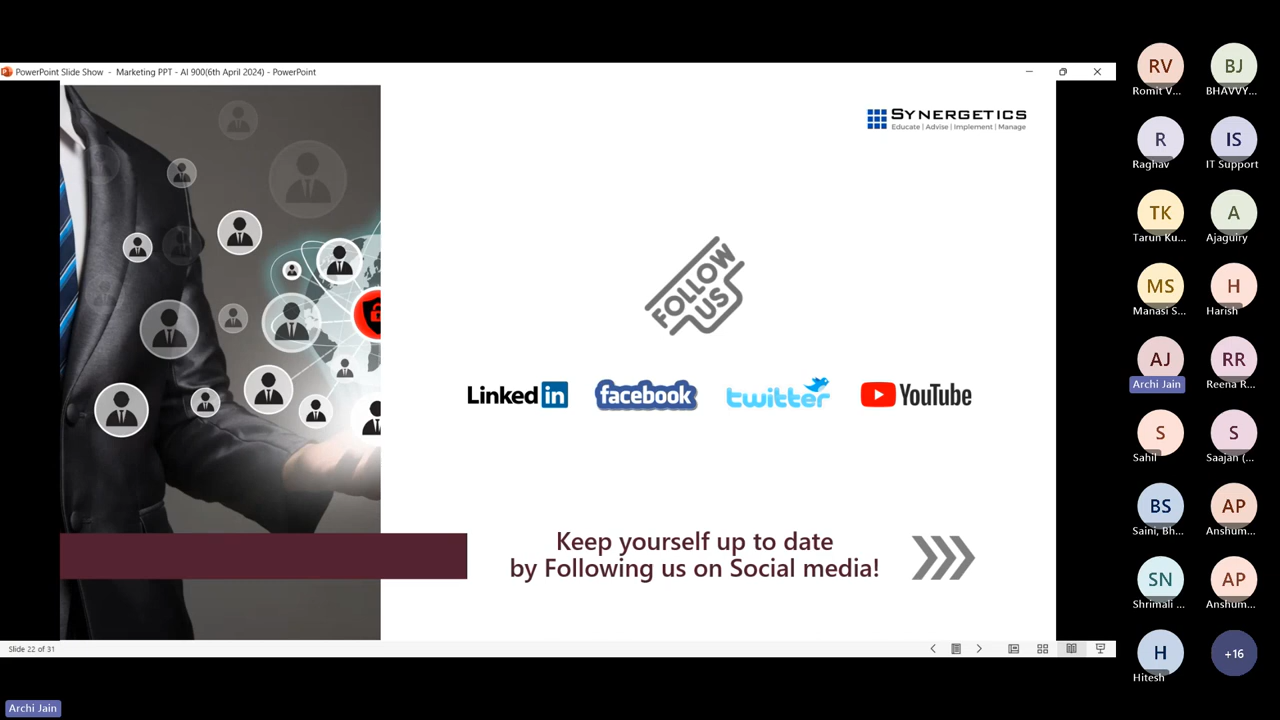 PowerPoint Slide Show - Marketing PPT - AI 900(6th April 2024) - PowerPoint
SYNERGETICS
Educate | Advise | Implement | Manage
FOLLOW
US
Linked in
facebook
twitter
YouTube
Keep yourself up to date
by Following us on Social media!
Slide 22 of 31
Archi Jain
RV
Romit V...
BJ
BHAVVY...
R
Raghav
IS
IT Support
TK
Tarun Ku...
A
Ajaguiry
MS
Manasi S...
H
Harish
AJ
Archi Jain
RR
Reena R...
S
Sahil
S
Saajan (...
BS
Saini, Bh...
AP
Anshum...
SN
Shrimali ...
AP
Anshum...
H
Hitesh
+16